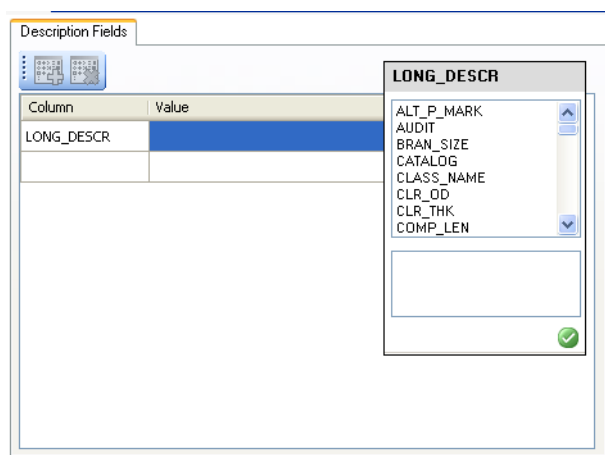 Description Fields
Column Value
LONG_DESCR
LONG_DESCR
ALT_P_MARK
AUDIT
BRAN_SIZE
CATALOG
CLASS_NAME
CLR_OD
CLR_THK
COMP_LEN